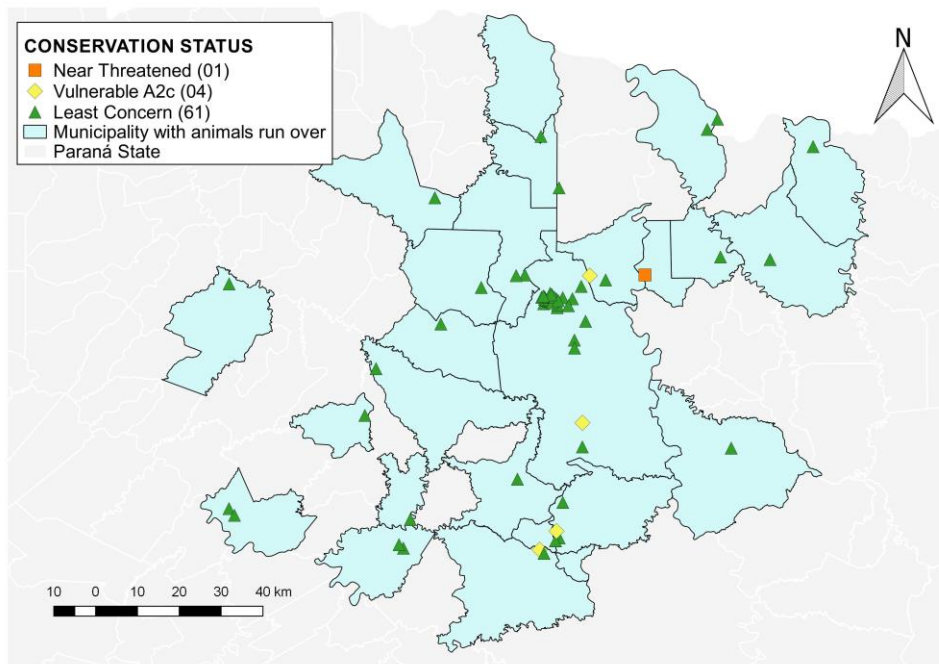 CONSERVATION STATUS
Near Threatened (01)
Vulnerable A2c (04)
Least Concern (61)
Municipality with animals run over
Paraná State
N
10 0 10 20 30 40 km